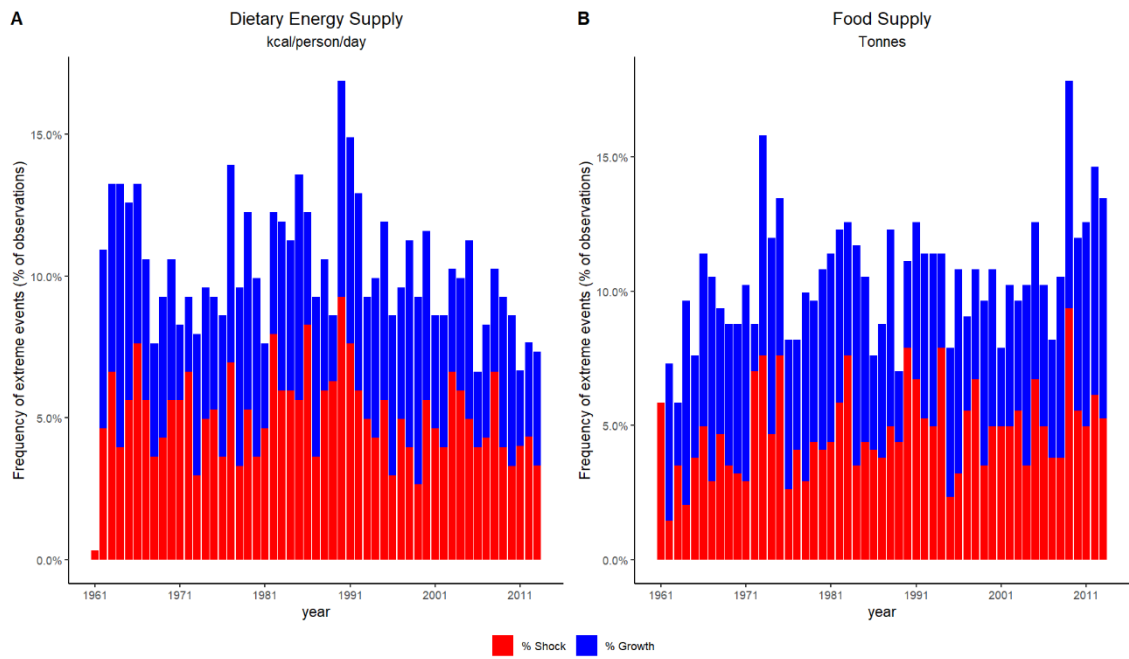 A
Dietary Energy Supply
kcal/person/day
Frequency of extreme events (% of observations)
15.0%
10.0%
5.0%
0.0%
1961 1971 1981 1991 2001 2011
year
B
Food Supply
Tonnes
Frequency of extreme events (% of observations)
15.0%
10.0%
5.0%
0.0%
1961 1971 1981 1991 2001 2011
year
% Shock % Growth